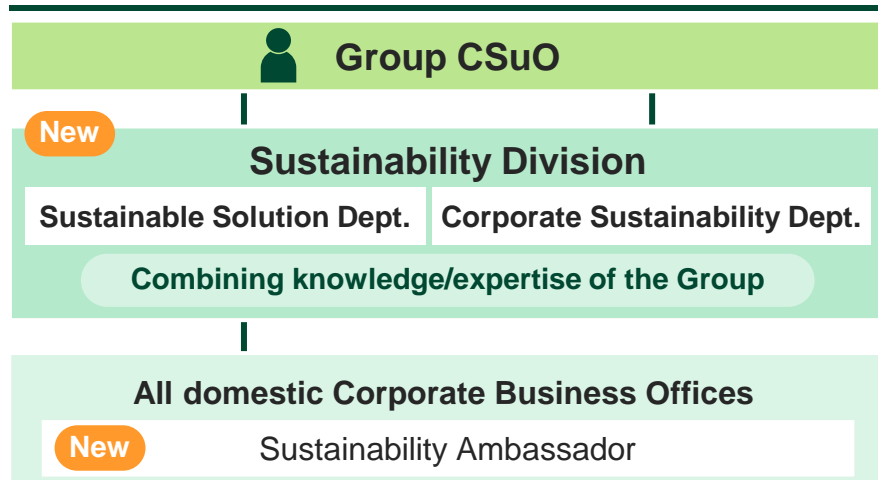 Group CSuO
New
Sustainability Division
Sustainable Solution Dept.
Corporate Sustainability Dept.
Combining knowledge/expertise of the Group
All domestic Corporate Business Offices
New
Sustainability Ambassador